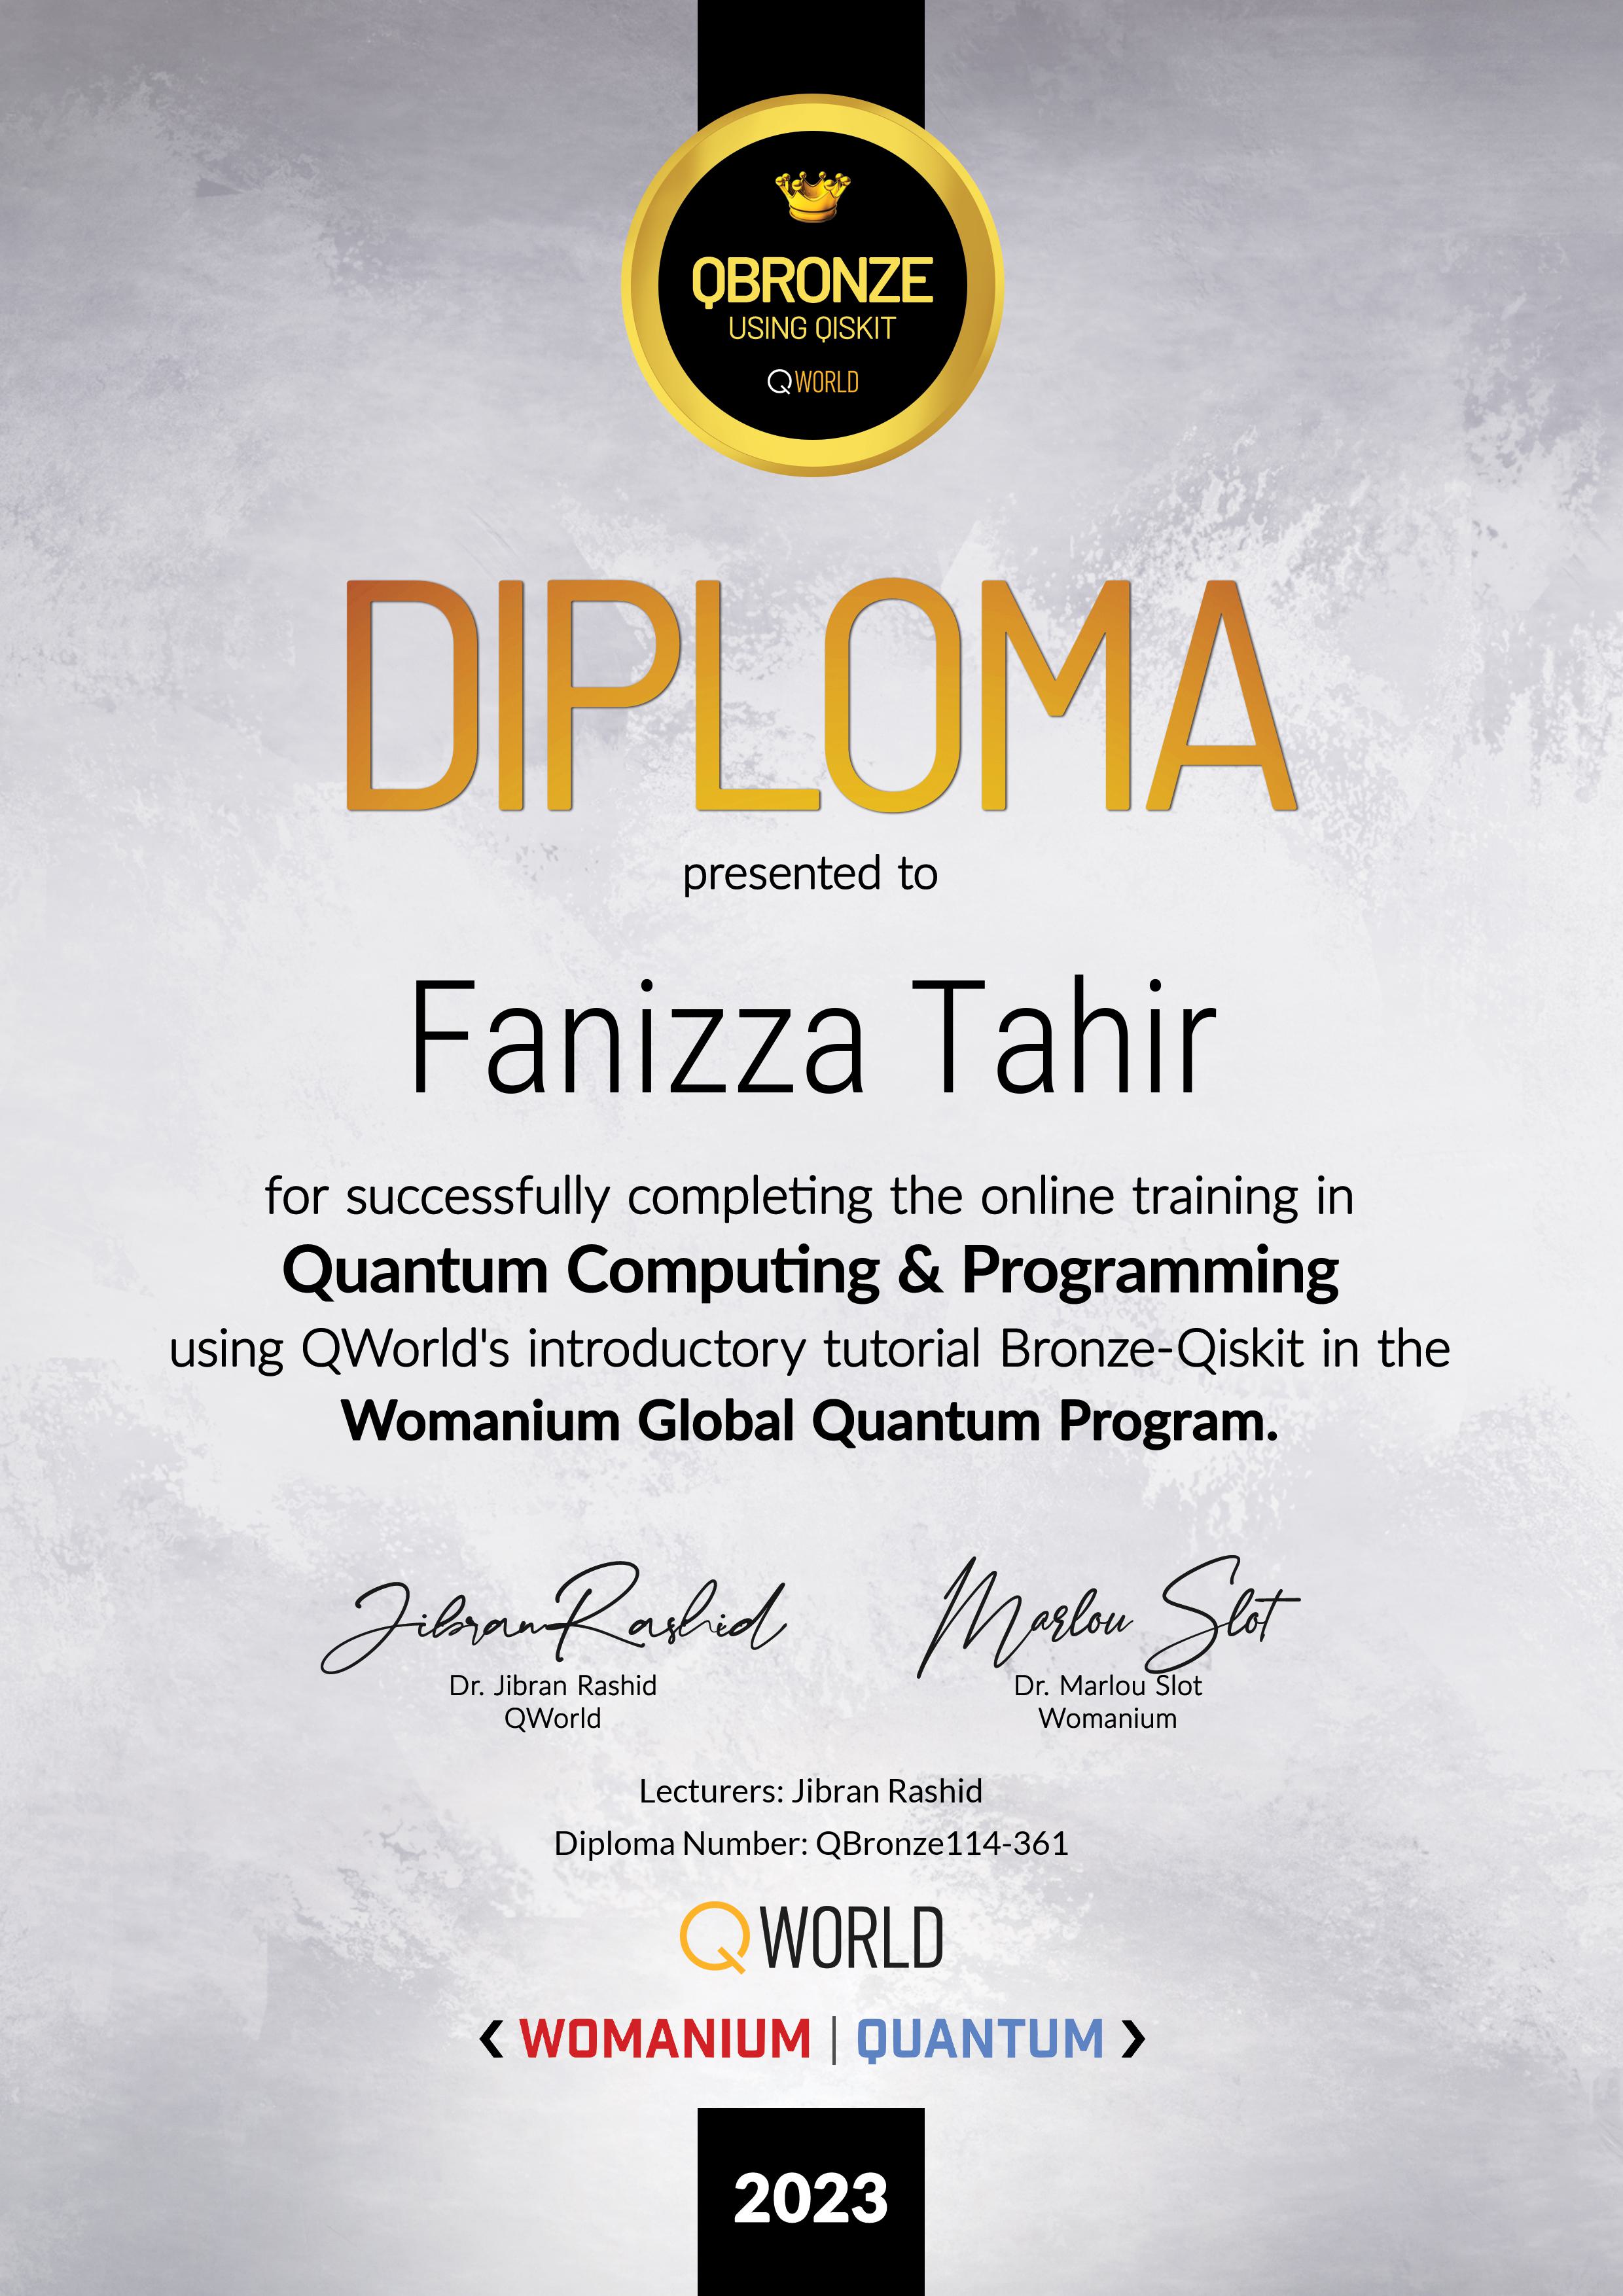 QBRONZE
USING QISKIT
QWORLD
DIPLOMA
presented to
Fanizza Tahir
for successfully completing the online training in
Quantum Computing & Programming
using QWorld's introductory tutorial Bronze-Qiskit in the
Womanium Global Quantum Program.
Jibran Rashid Marlou Slot
Dr. Jibran Rashid Dr. Marlou Slot
QWorld Womanium
Lecturers: Jibran Rashid
Diploma Number: QBronze114-361
QWORLD
‹ WOMANIUM | QUANTUM ›
2023